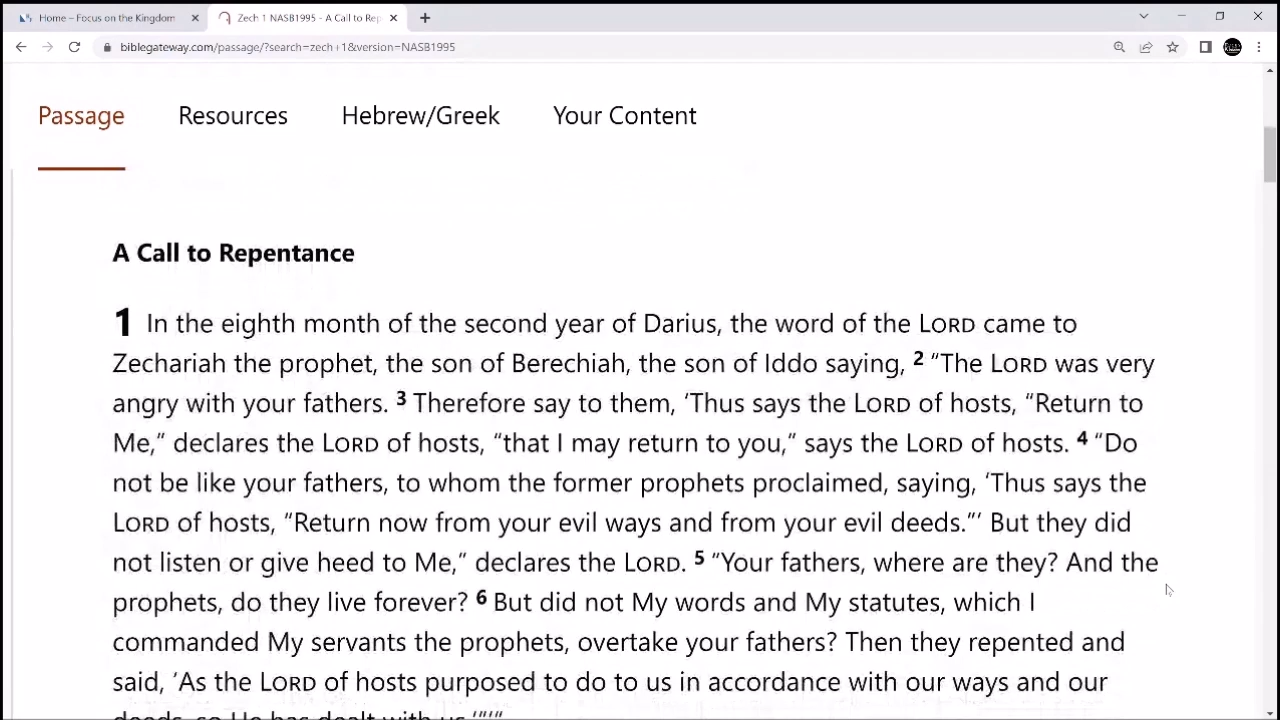 Home – Focus on the Kingdom
Zech 1 NASB1995 - A Call to Rep
biblegateway.com/passage/?search=zech+1&version=NASB1995
Passage Resources Hebrew/Greek Your Content
A Call to Repentance
1 In the eighth month of the second year of Darius, the word of the LORD came to
Zechariah the prophet, the son of Berechiah, the son of Iddo saying, 2 “The LORD was very
angry with your fathers. 3 Therefore say to them, ‘Thus says the LORD of hosts, “Return to
Me,” declares the LORD of hosts, “that I may return to you,” says the LORD of hosts. 4 “Do
not be like your fathers, to whom the former prophets proclaimed, saying, ‘Thus says the
LORD of hosts, “Return now from your evil ways and from your evil deeds.”’ But they did
not listen or give heed to Me,” declares the LORD. 5 “Your fathers, where are they? And the
prophets, do they live forever? 6 But did not My words and My statutes, which I
commanded My servants the prophets, overtake your fathers? Then they repented and
said, ‘As the LORD of hosts purposed to do to us in accordance with our ways and our
deeds, so He has dealt with us.’”’”